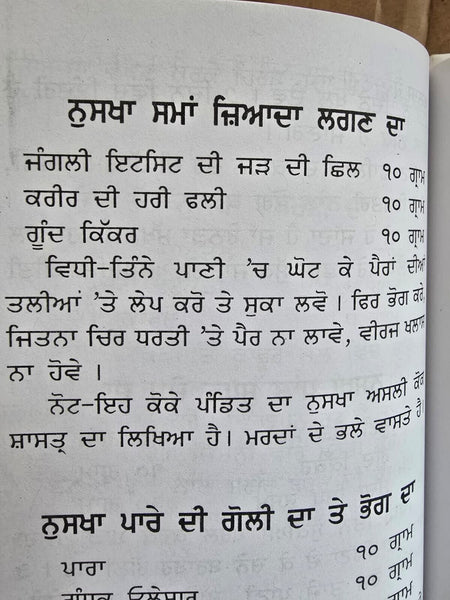 ਨੁਸਖਾ ਸਮਾਂ ਜ਼ਿਆਦਾ ਲਗਣ ਦਾ
ਜੰਗਲੀ ਇਟਸਿਟ ਦੀ ਜੜ ਦੀ ਛਿਲ ੧੦ ਗ੍ਰਾਮ
ਕਰੀਰ ਦੀ ਹਰੀ ਫਲੀ ੧੦ ਗ੍ਰਾਮ
ਗੂੰਦ ਕਿੱਕਰ ੧੦ ਗ੍ਰਾਮ
ਵਿਧੀ-ਤਿੰਨੇ ਪਾਣੀ 'ਚ ਘੋਟ ਕੇ ਪੈਰਾਂ ਦੀਆਂ
ਤਲੀਆਂ 'ਤੇ ਲੇਪ ਕਰੋ ਤੇ ਸੁਕਾ ਲਵੋ। ਫਿਰ ਭੋਗ ਕਰੇ,
ਜਿਤਨਾ ਚਿਰ ਧਰਤੀ 'ਤੇ ਪੈਰ ਨਾ ਲਾਵੇ, ਵੀਰਜ ਖਲਾਸ
ਨਾ ਹੋਵੇ।
ਨੋਟ-ਇਹ ਕੋਕੇ ਪੰਡਿਤ ਦਾ ਨੁਸਖਾ ਅਸਲੀ ਕੋਕ
ਸ਼ਾਸਤ੍ਰ ਦਾ ਲਿਖਿਆ ਹੈ। ਮਰਦਾਂ ਦੇ ਭਲੇ ਵਾਸਤੇ ਹੈ।
ਨੁਸਖਾ ਪਾਰੇ ਦੀ ਗੋਲੀ ਦਾ ਤੇ ਭੋਗ ਦਾ
ਪਾਰਾ ੧੦ ਗ੍ਰਾਮ
੧੦ ਗ੍ਰਾਮ